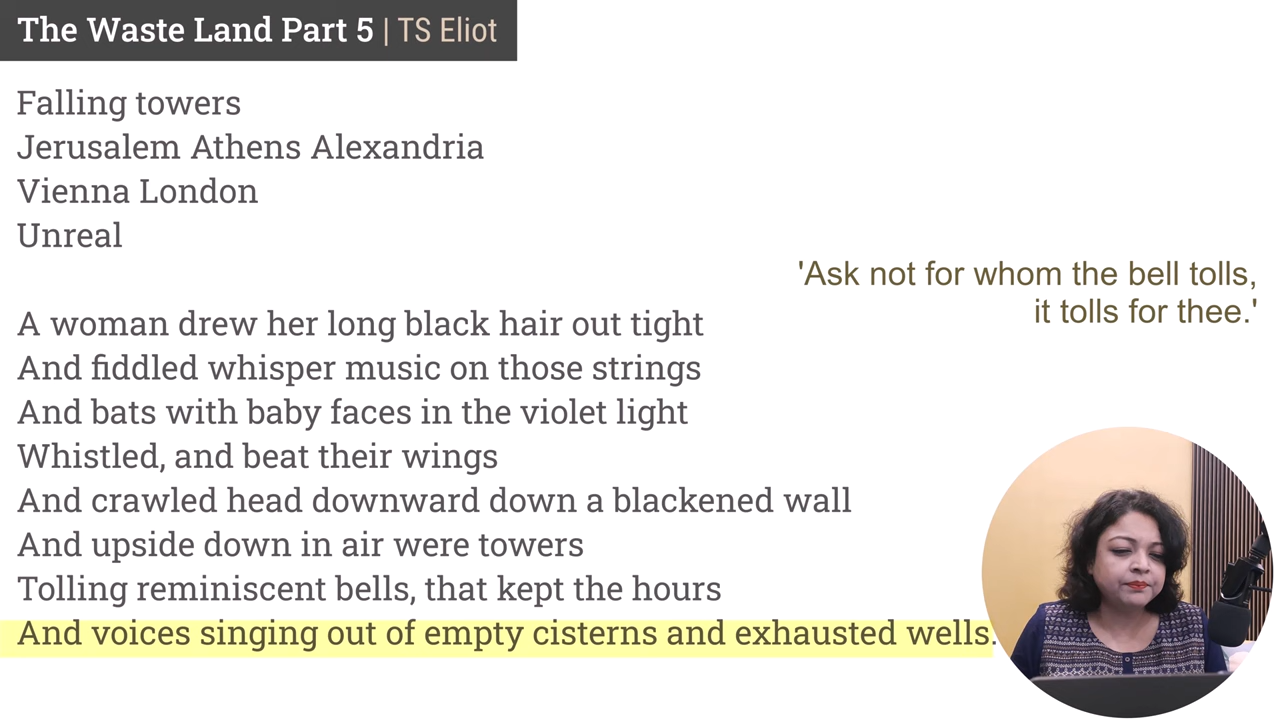 The Waste Land Part 5 | TS Eliot
Falling towers
Jerusalem Athens Alexandria
Vienna London
Unreal
'Ask not for whom the bell tolls,
it tolls for thee.'
A woman drew her long black hair out tight
And fiddled whisper music on those strings
And bats with baby faces in the violet light
Whistled, and beat their wings
And crawled head downward down a blackened wall
And upside down in air were towers
Tolling reminiscent bells, that kept the hours
And voices singing out of empty cisterns and exhausted wells.